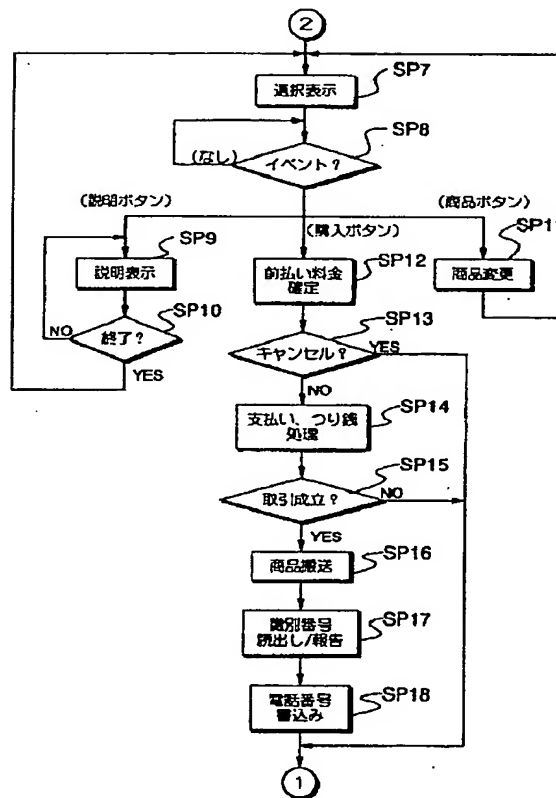 2
SP7
選択表示
SP8
(なし)
イベント?
(説明ボタン)
(購入ボタン)
(商品ボタン)
SP9
説明表示
SP12
前払い料金
確定
SP11
商品変更
SP10
NO
終了?
YES
SP13
キャンセル?
YES
NO
SP14
支払い、つり銭
処理
SP15
取引成立?
NO
YES
SP16
商品搬送
SP17
識別番号
読出し/報告
SP18
電話番号
書込み
1